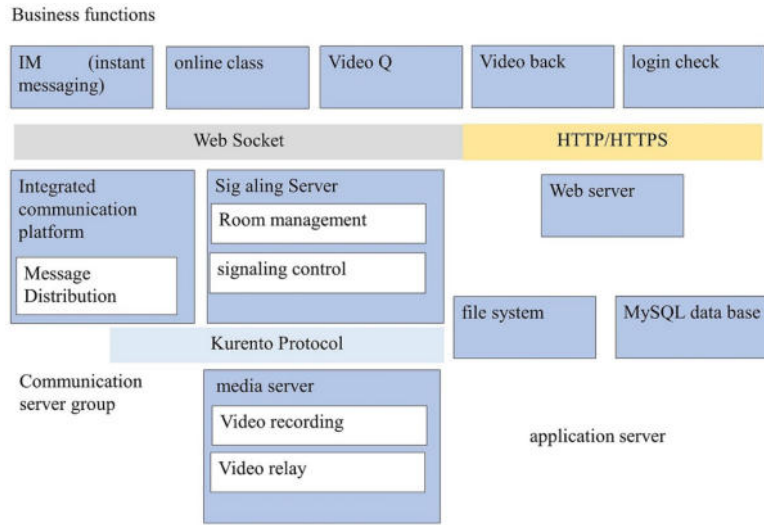 Business functions
IM (instant
messaging)
online class
Video Q
Video back
login check
Web Socket
HTTP/HTTPS
Integrated
communication
platform
Message
Distribution
Sig aling Server
Room management
signaling control
Web server
file system
MySQL data base
Kurento Protocol
Communication
server group
media server
Video recording
Video relay
application server